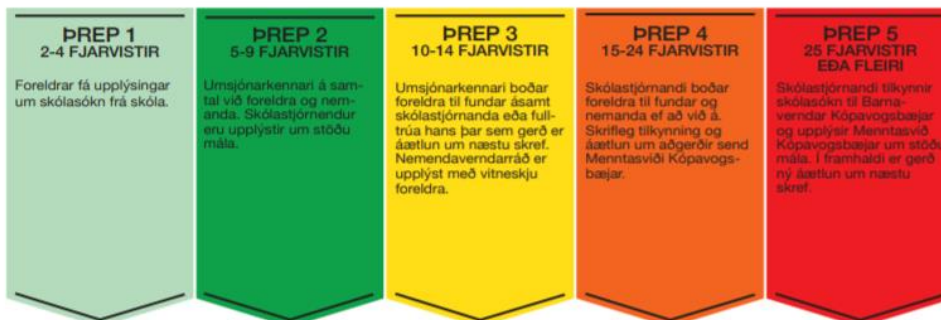 ÞREP 1
2-4 FJARVISTIR
Foreldrar fá upplýsingar
um skólasókn frá skóla.
ÞREP 2
5-9 FJARVISTIR
Umsjónarkennari á sam-
tal við foreldra og nem-
anda. Skólastjórnendur
eru upplýstir um stöðu
mála.
ÞREP 3
10-14 FJARVISTIR
Umsjónarkennari boðar
foreldra til fundar ásamt
skólastjórnanda eða full-
trúa hans þar sem gerð er
áætlun um næstu skref.
Nemendaverndarráð er
upplýst með vitneskju
foreldra.
ÞREP 4
15-24 FJARVISTIR
Skólastjórnandi boðar
foreldra til fundar og
nemanda ef að við á.
Skrifleg tilkynning og
áætlun um aðgerðir send
Menntasviði Kópavogs-
bæjar.
ÞREP 5
25 FJARVISTIR
EÐA FLEIRI
Skólastjórnandi tilkynnir
skólasókn til Barna-
verndar Kópavogsbæjar
og upplýsir Menntasvið
Kópavogsbæjar um stöðu
mála. Í framhaldi er gerð
ný áætlun um næstu
skref.